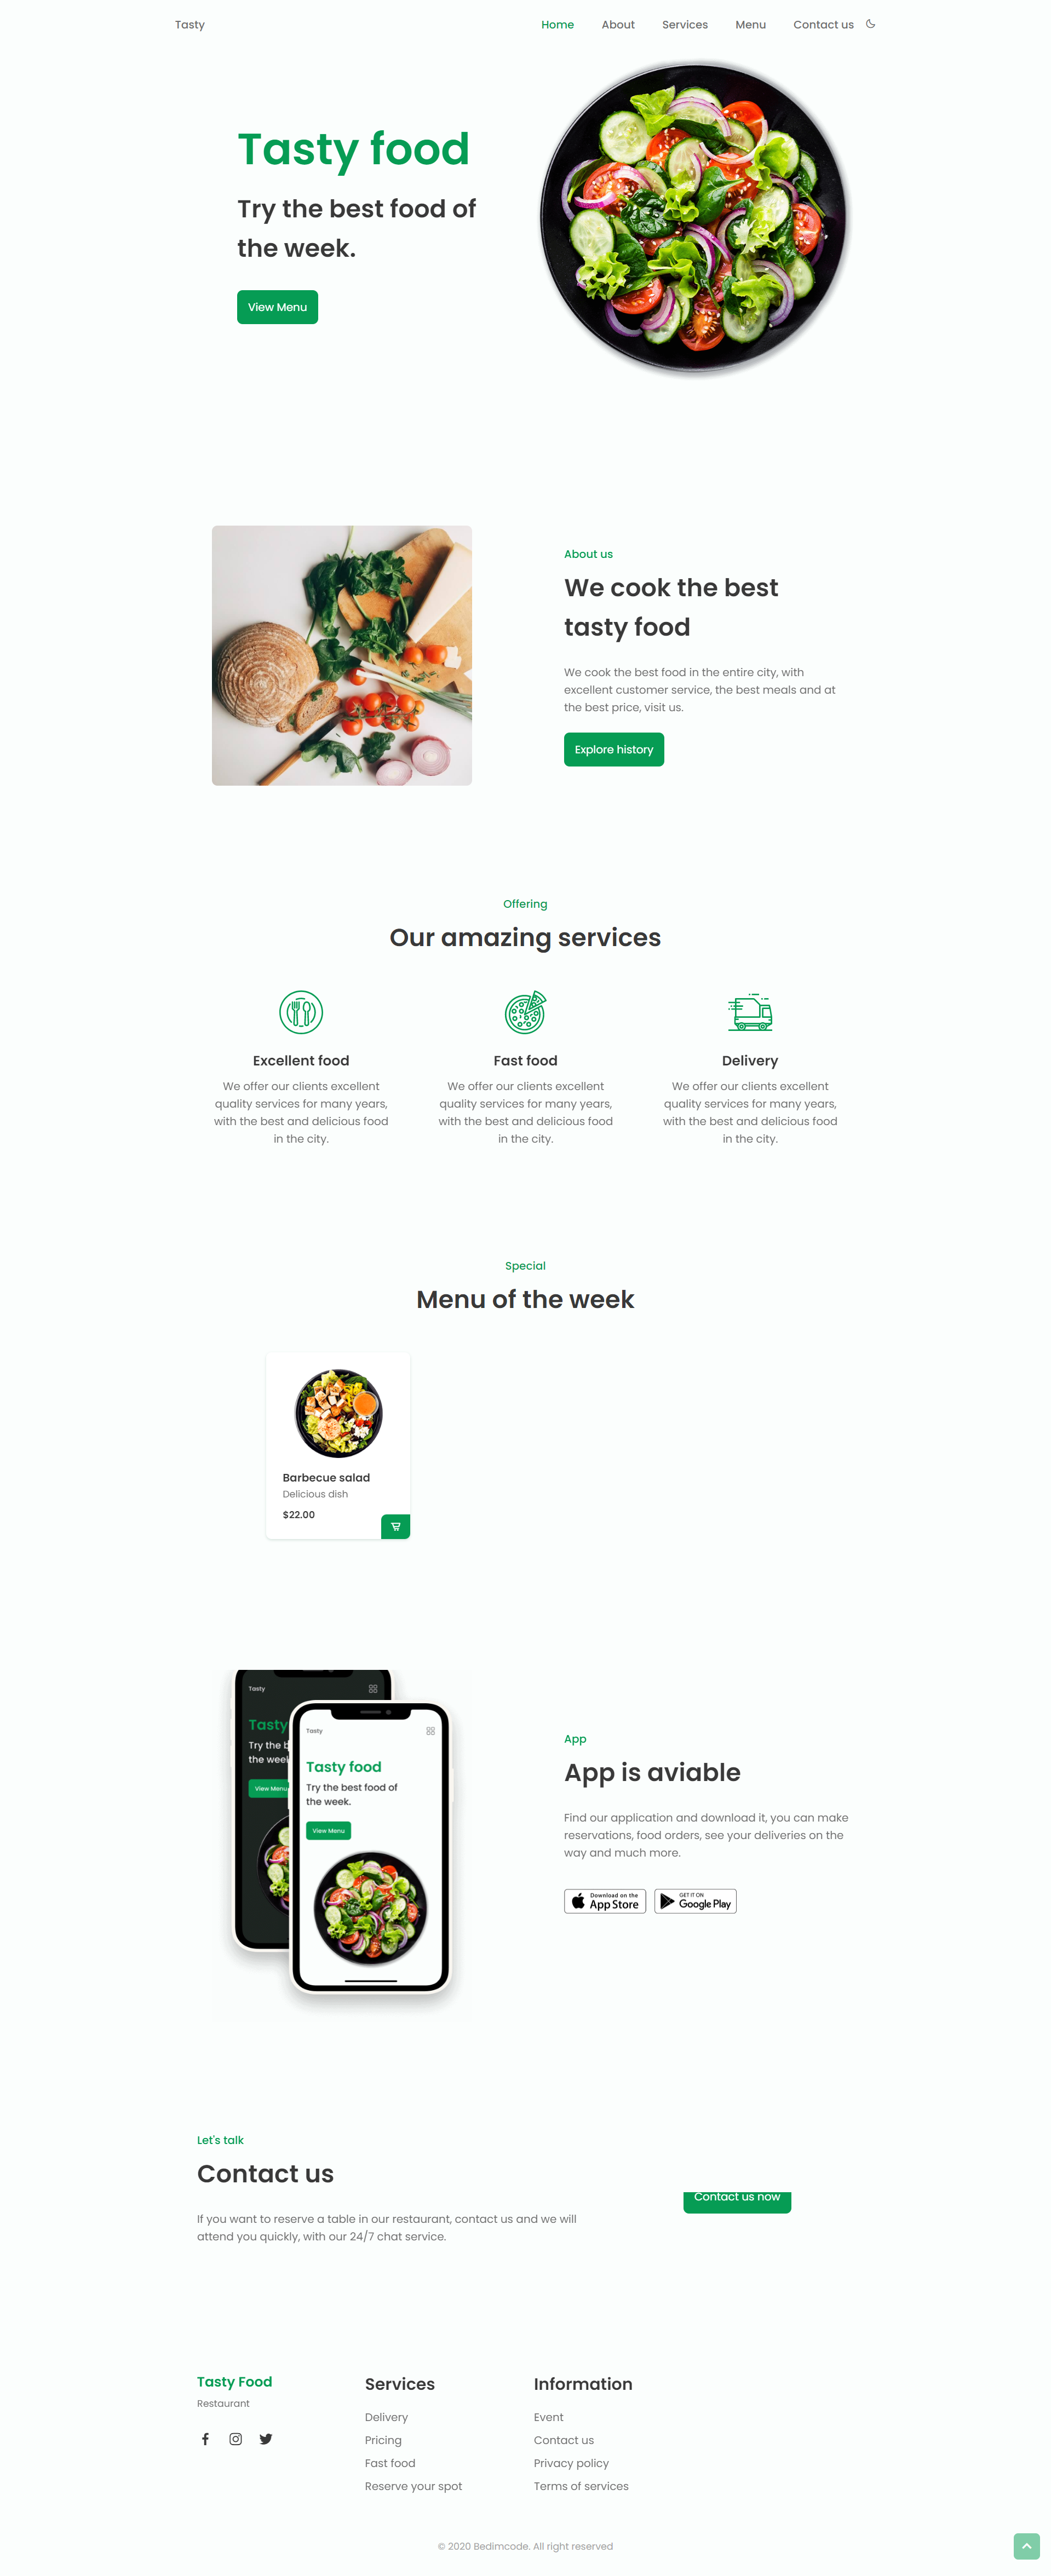 Tasty
Home About Services Menu Contact us
Tasty food
Try the best food of
the week.
View Menu
About us
We cook the best
tasty food
We cook the best food in the entire city, with
excellent customer service, the best meals and at
the best price, visit us.
Explore history
Offering
Our amazing services
Excellent food
We offer our clients excellent
quality services for many years,
with the best and delicious food
in the city.
Fast food
We offer our clients excellent
quality services for many years,
with the best and delicious food
in the city.
Delivery
We offer our clients excellent
quality services for many years,
with the best and delicious food
in the city.
Special
Menu of the week
Barbecue salad
Delicious dish
$22.00
Tasty
Tasty
Try the b
the week
View Menu
Tasty
Tasty food
Try the best food of
the week.
View Menu
App
App is aviable
Find our application and download it, you can make
reservations, food orders, see your deliveries on the
way and much more.
Download on the
App Store
GET IT ON
Google Play
Let's talk
Contact us
If you want to reserve a table in our restaurant, contact us and we will
attend you quickly, with our 24/7 chat service.
Contact us now
Tasty Food
Restaurant
Services
Delivery
Pricing
Fast food
Reserve your spot
Information
Event
Contact us
Privacy policy
Terms of services
© 2020 Bedimcode. All right reserved